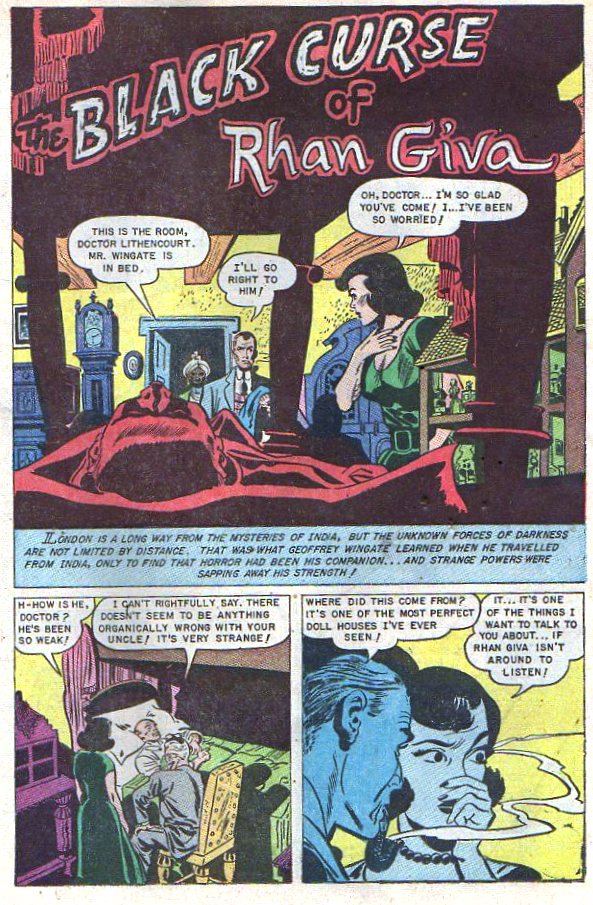 The BLACK CURSE
of
Rhan Giva
THIS IS THE ROOM,
DOCTOR LITHENCOURT.
MR. WINGATE IS
IN BED.
I'LL GO
RIGHT TO
HIM!
OH, DOCTOR... I'M SO GLAD
YOU'VE COME! I...I'VE BEEN
SO WORRIED!
LONDON IS A LONG WAY FROM THE MYSTERIES OF INDIA, BUT THE UNKNOWN FORCES OF DARKNESS
ARE NOT LIMITED BY DISTANCE. THAT WAS WHAT GEOFFREY WINGATE LEARNED WHEN HE TRAVELLED
FROM INDIA, ONLY TO FIND THAT HORROR HAD BEEN HIS COMPANION... AND STRANGE POWERS WERE
SAPPING AWAY HIS STRENGTH!
H-HOW IS HE,
DOCTOR?
HE'S BEEN
SO WEAK!
I CAN'T RIGHTFULLY SAY. THERE
DOESN'T SEEM TO BE ANYTHING
ORGANICALLY WRONG WITH YOUR
UNCLE! IT'S VERY STRANGE!
WHERE DID THIS COME FROM?
IT'S ONE OF THE MOST PERFECT
DOLL HOUSES I'VE EVER
SEEN!
IT... IT'S ONE
OF THE THINGS I
WANT TO TALK
TO YOU ABOUT... IF
RHAN GIVA ISN'T
AROUND TO
LISTEN!